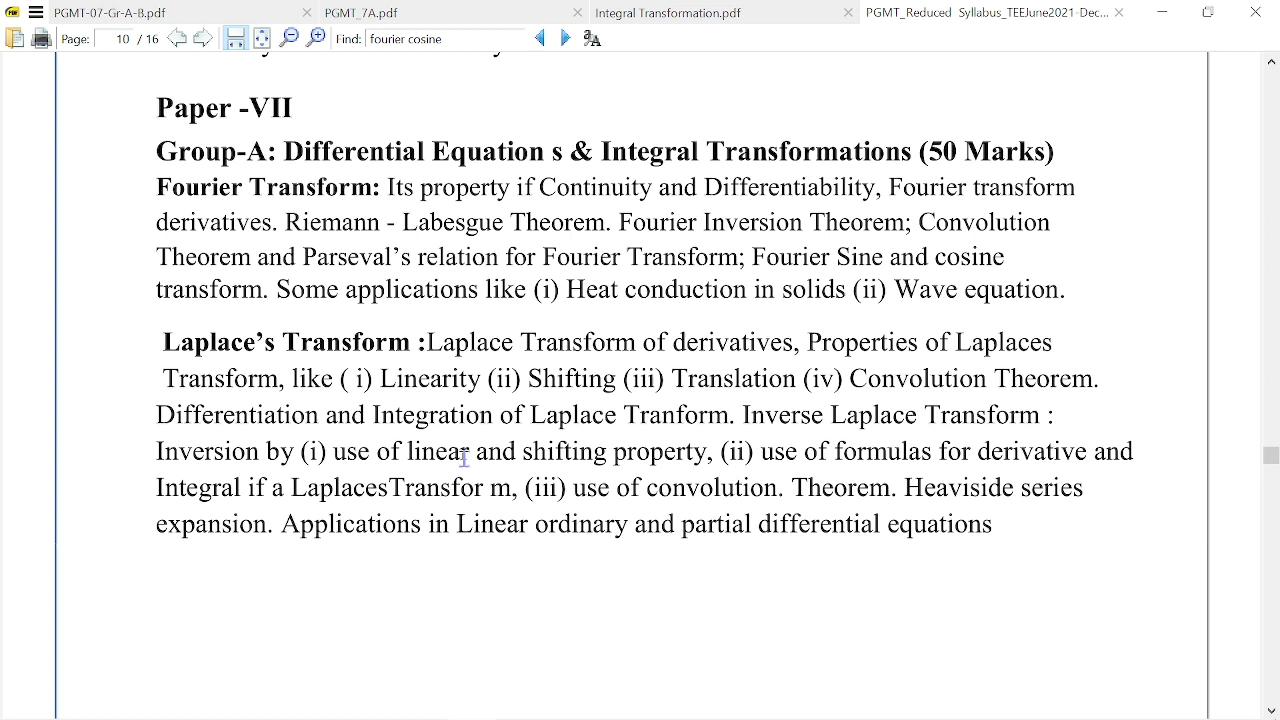 PGMT-07-Gr-A-B.pdf PGMT_7A.pdf Integral Transformation.pdf PGMT_Reduced Syllabus_TEEJune2021-Dec...
Page: 10 / 16 Find: fourier cosine
Paper -VII
Group-A: Differential Equation s & Integral Transformations (50 Marks)
Fourier Transform: Its property if Continuity and Differentiability, Fourier transform
derivatives. Riemann - Labesgue Theorem. Fourier Inversion Theorem; Convolution
Theorem and Parseval’s relation for Fourier Transform; Fourier Sine and cosine
transform. Some applications like (i) Heat conduction in solids (ii) Wave equation.
Laplace’s Transform :Laplace Transform of derivatives, Properties of Laplaces
Transform, like ( i) Linearity (ii) Shifting (iii) Translation (iv) Convolution Theorem.
Differentiation and Integration of Laplace Tranform. Inverse Laplace Transform :
Inversion by (i) use of linear and shifting property, (ii) use of formulas for derivative and
Integral if a LaplacesTransfor m, (iii) use of convolution. Theorem. Heaviside series
expansion. Applications in Linear ordinary and partial differential equations